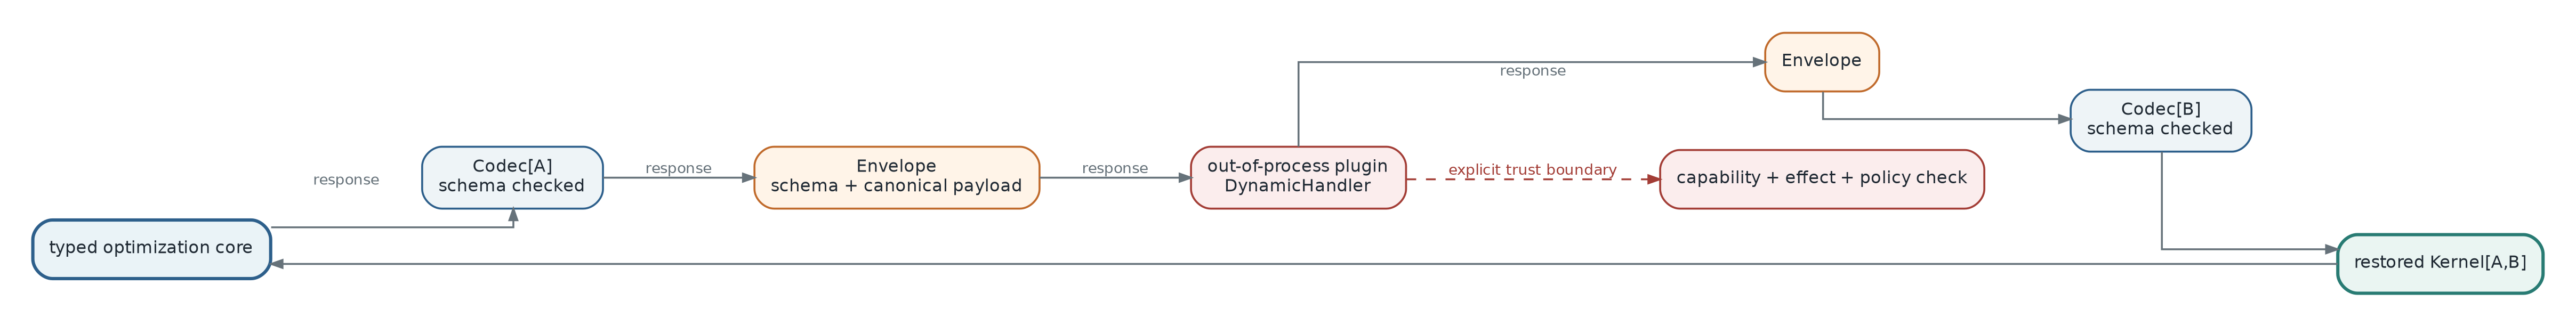 Envelope
response
Codec[B]
schema checked
Codec[A]
schema checked
response
Envelope
schema + canonical payload
response
out-of-process plugin
DynamicHandler
explicit trust boundary
capability + effect + policy check
response
typed optimization core
restored Kernel[A,B]